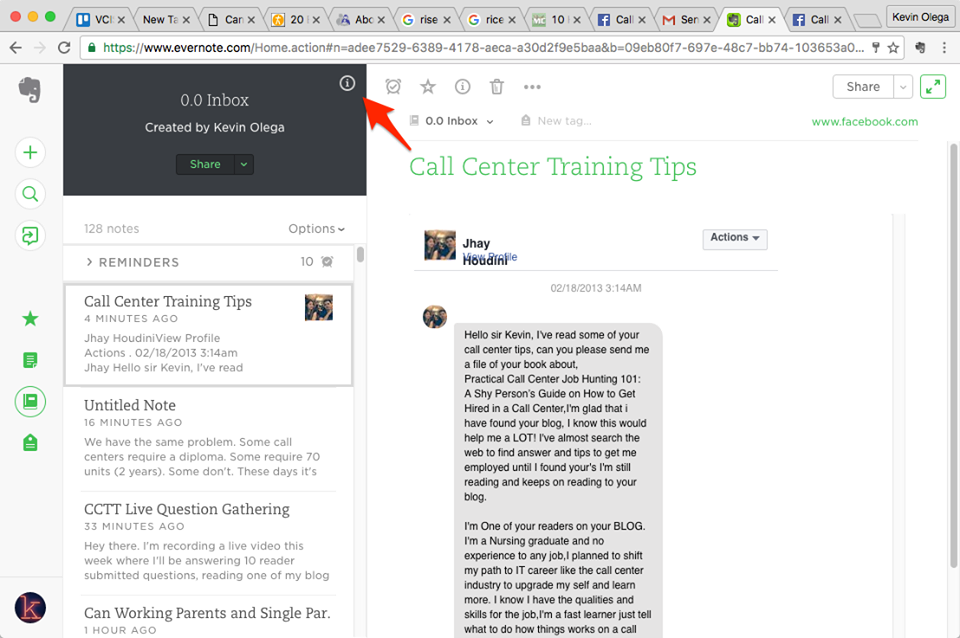 VCI
New Ta
Can
20
Abo
rise
rice
10
Call
Sen
Call
Call
Kevin Olega
https://www.evernote.com/Home.action#n=adee7529-6389-4178-aeca-a30d2f9e5baa&b=09eb80f7-697e-48c7-bb74-103653a0...
0.0 Inbox
Created by Kevin Olega
Share
Share
0.0 Inbox
New tag...
www.facebook.com
Call Center Training Tips
128 notes
Options
REMINDERS
10
Call Center Training Tips
4 MINUTES AGO
Jhay HoudiniView Profile
Actions . 02/18/2013 3:14am
Jhay Hello sir Kevin, I've read
Untitled Note
16 MINUTES AGO
We have the same problem. Some call
centers require a diploma. Some require 70
units (2 years). Some don't. These days it's
CCTT Live Question Gathering
33 MINUTES AGO
Hey there. I'm recording a live video this
week where I'll be answering 10 reader
submitted questions, reading one of my blog
Can Working Parents and Single Par.
1 HOUR AGO
k
Jhay
View Profile
Houdini
Actions
02/18/2013 3:14AM
Hello sir Kevin, I've read some of your
call center tips, can you please send me
a file of your book about,
Practical Call Center Job Hunting 101:
A Shy Person's Guide on How to Get
Hired in a Call Center,I'm glad that i
have found your blog, I know this would
help me a LOT! I've almost search the
web to find answer and tips to get me
employed until I found your's I'm still
reading and keeps on reading to your
blog.
I'm One of your readers on your BLOG.
I'm a Nursing graduate and no
experience to any job,I planned to shift
my path to IT career like the call center
industry to upgrade my self and learn
more. I know I have the qualities and
skills for the job,I'm a fast learner just tell
what to do how things works on a call